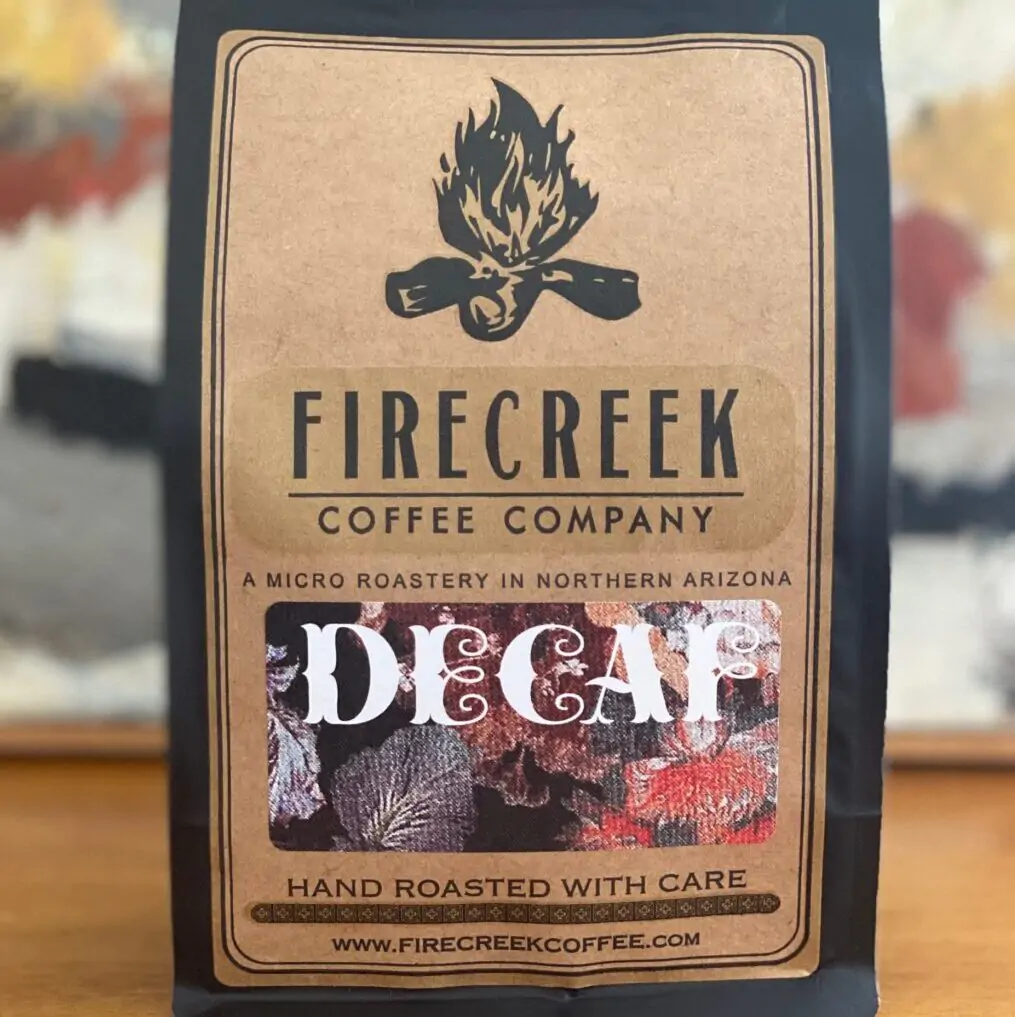 FIRECREEK
COFFEE COMPANY
A MICRO ROASTERY IN NORTHERN ARIZONA
DECAF
HAND ROASTED WITH CARE
WWW.FIRECREEKCOFFEE.COM